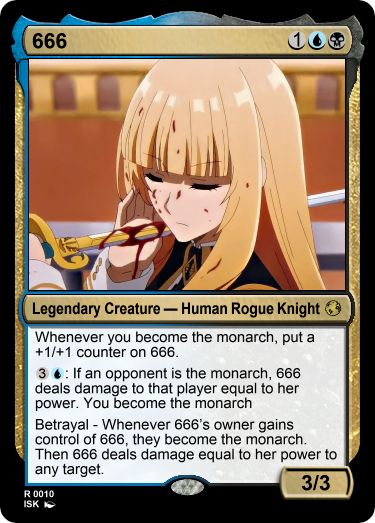 666 1
Legendary Creature — Human Rogue Knight
Whenever you become the monarch, put a
+1/+1 counter on 666.
3: If an opponent is the monarch, 666
deals damage to that player equal to her
power. You become the monarch
Betrayal - Whenever 666's owner gains
control of 666, they become the monarch.
Then 666 deals damage equal to her power to
any target.
3/3
R 0010
ISK